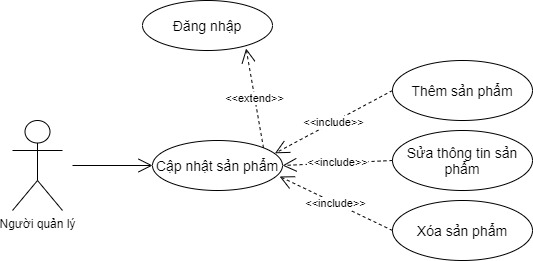 Đăng nhập
<<extend>>
Thêm sản phẩm
<<include>>
Cập nhật sản phẩm
<<include>>
Sửa thông tin sản
phẩm
<<include>>
Xóa sản phẩm
Người quản lý